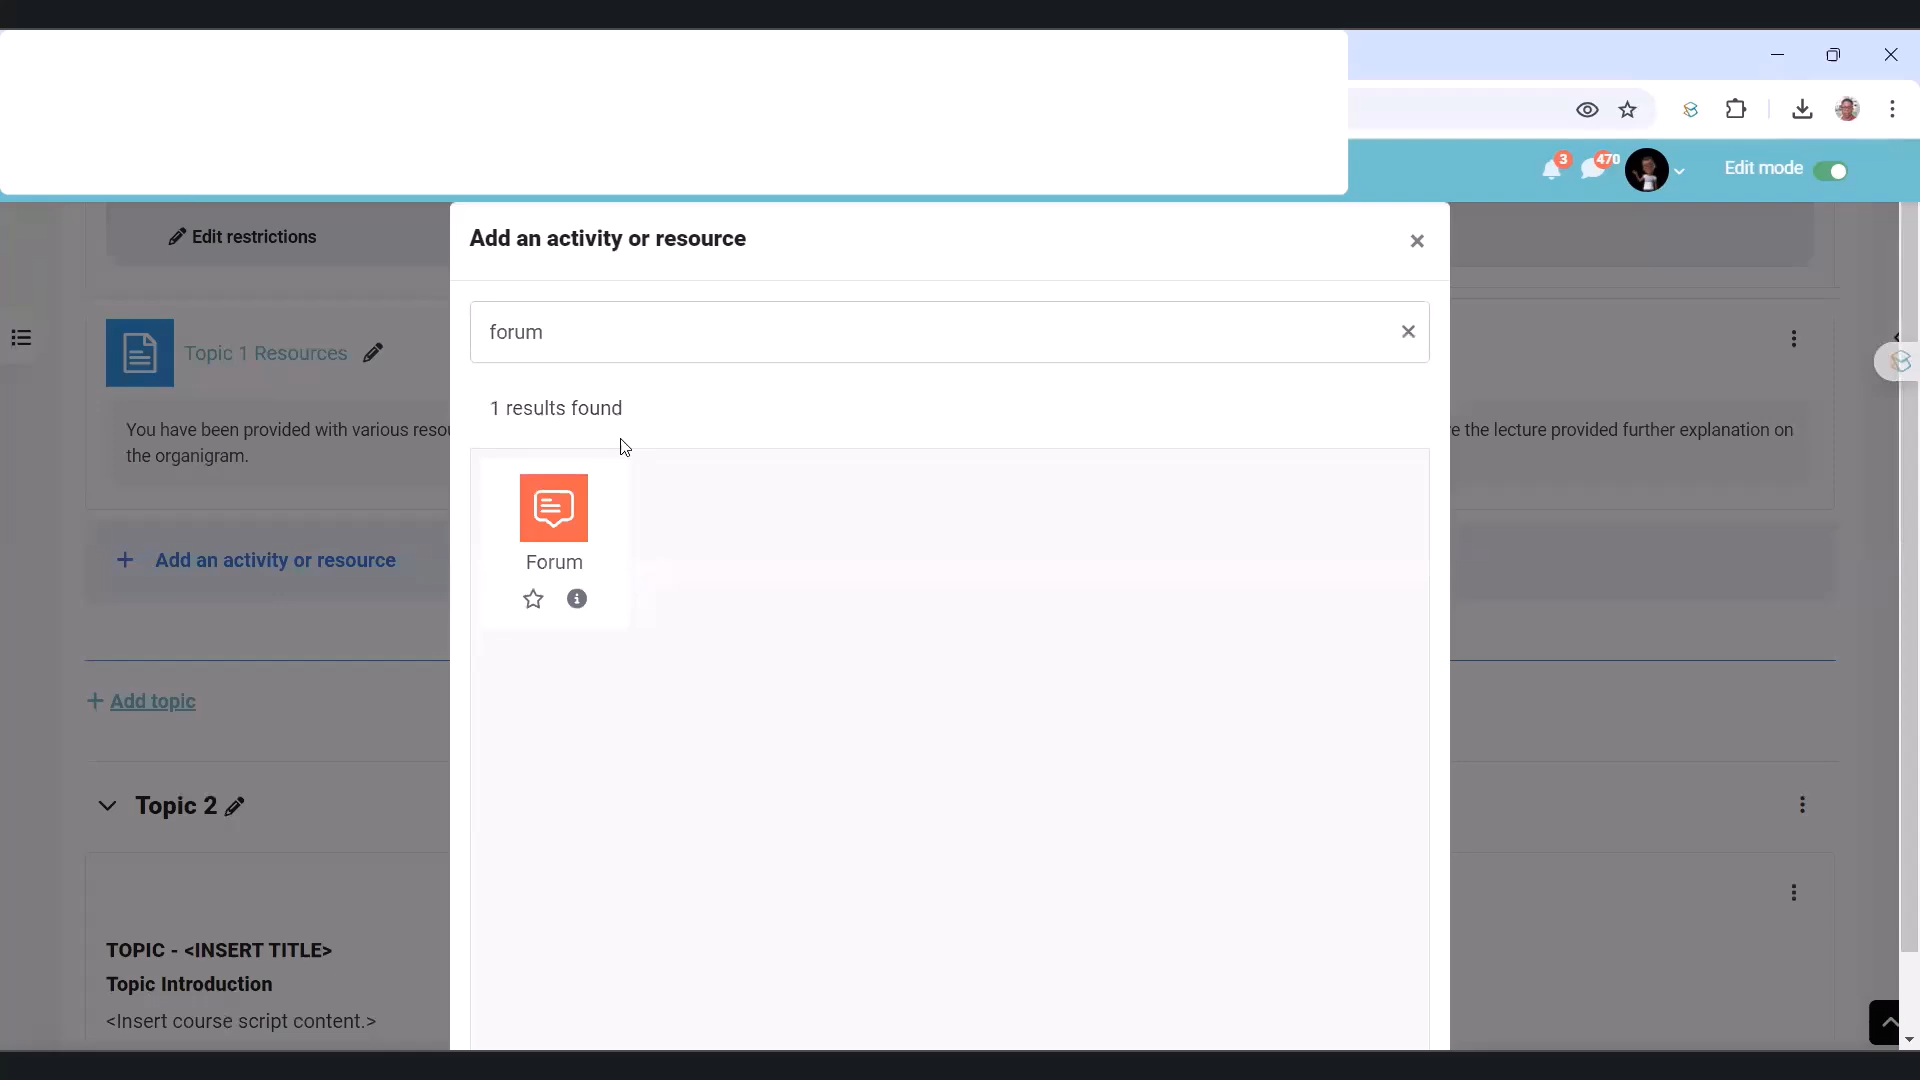 3
470
Edit mode
Edit restrictions
Add an activity or resource
forum
1 results found
Topic 1 Resources
You have been provided with various resou
e the lecture provided further explanation on
the organigram.
Forum
+ Add an activity or resource
+ Add topic
Topic 2
TOPIC - <INSERT TITLE>
Topic Introduction
<Insert course script content.>